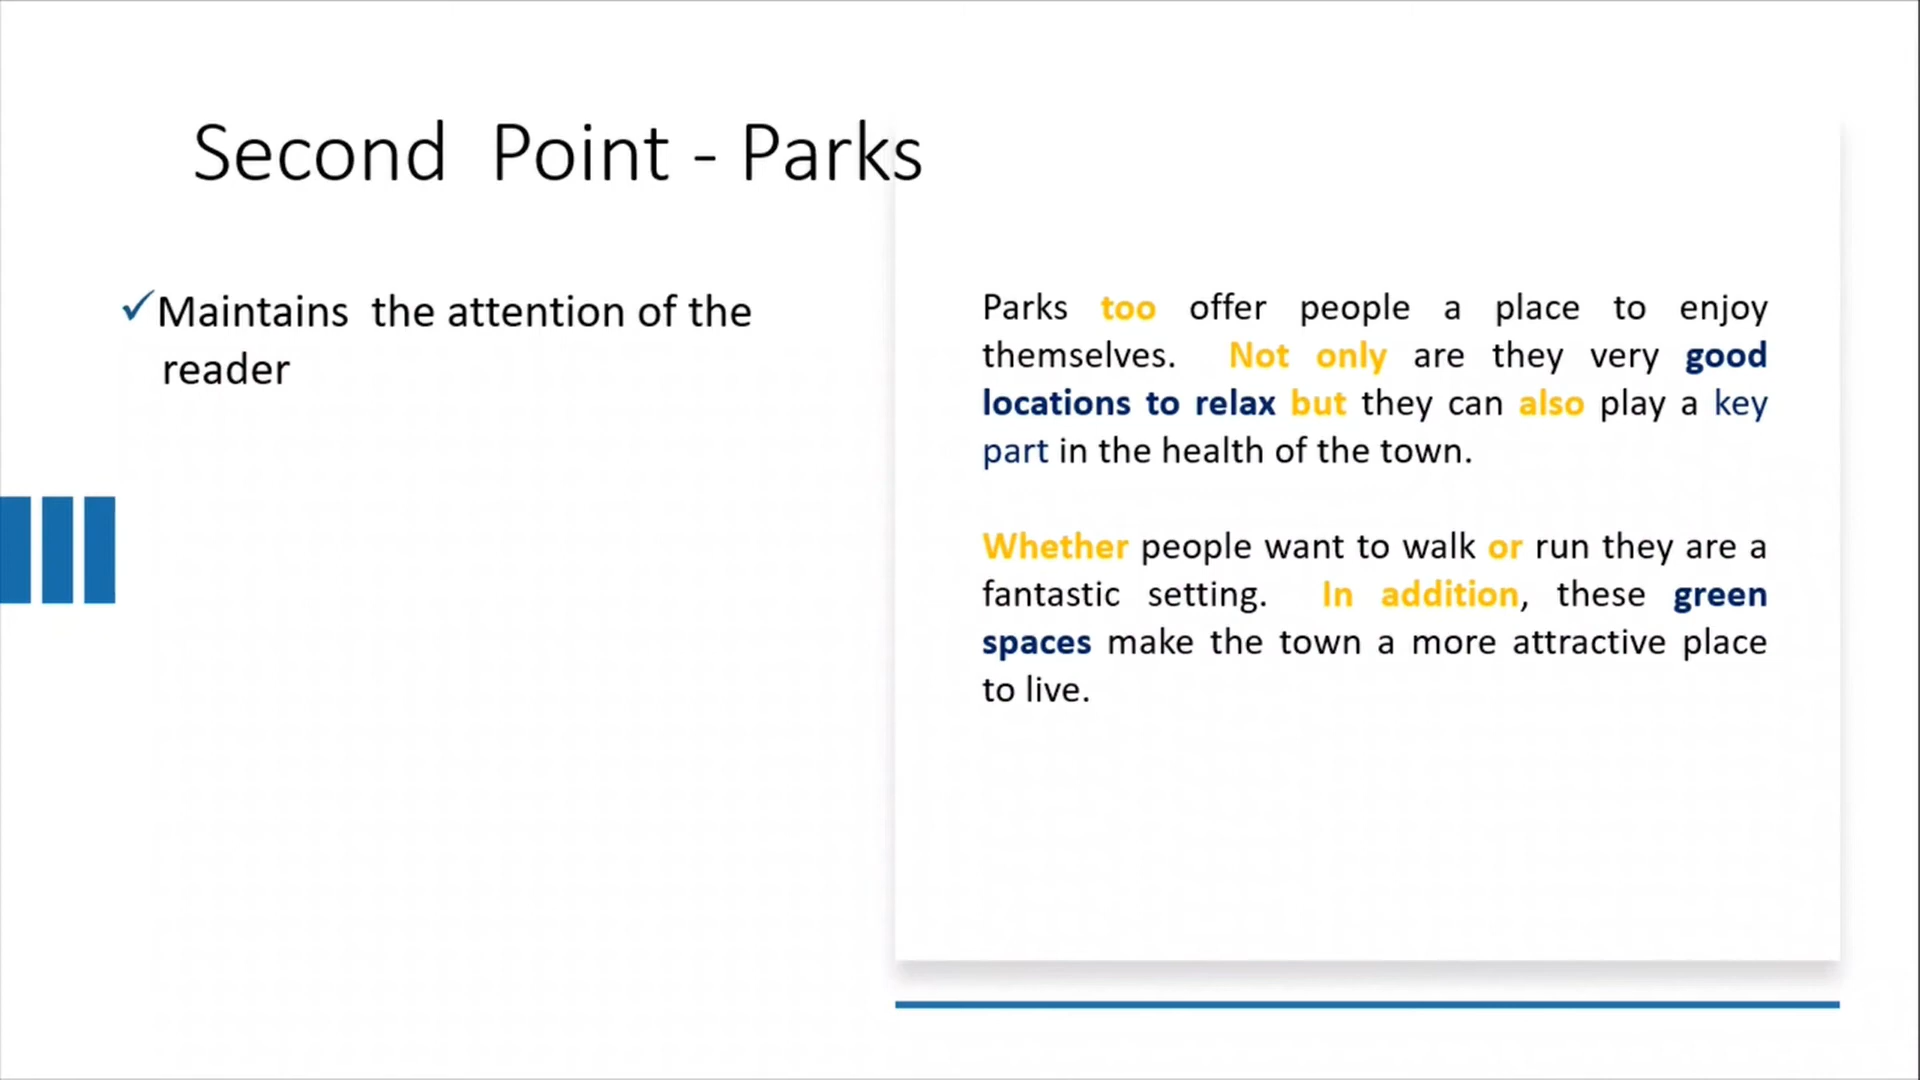 Second Point - Parks
✓Maintains the attention of the
reader
Parks too offer people a place to enjoy
themselves. Not only are they very good
locations to relax but they can also play a key
part in the health of the town.
Whether people want to walk or run they are a
fantastic setting. In addition, these green
spaces make the town a more attractive place
to live.